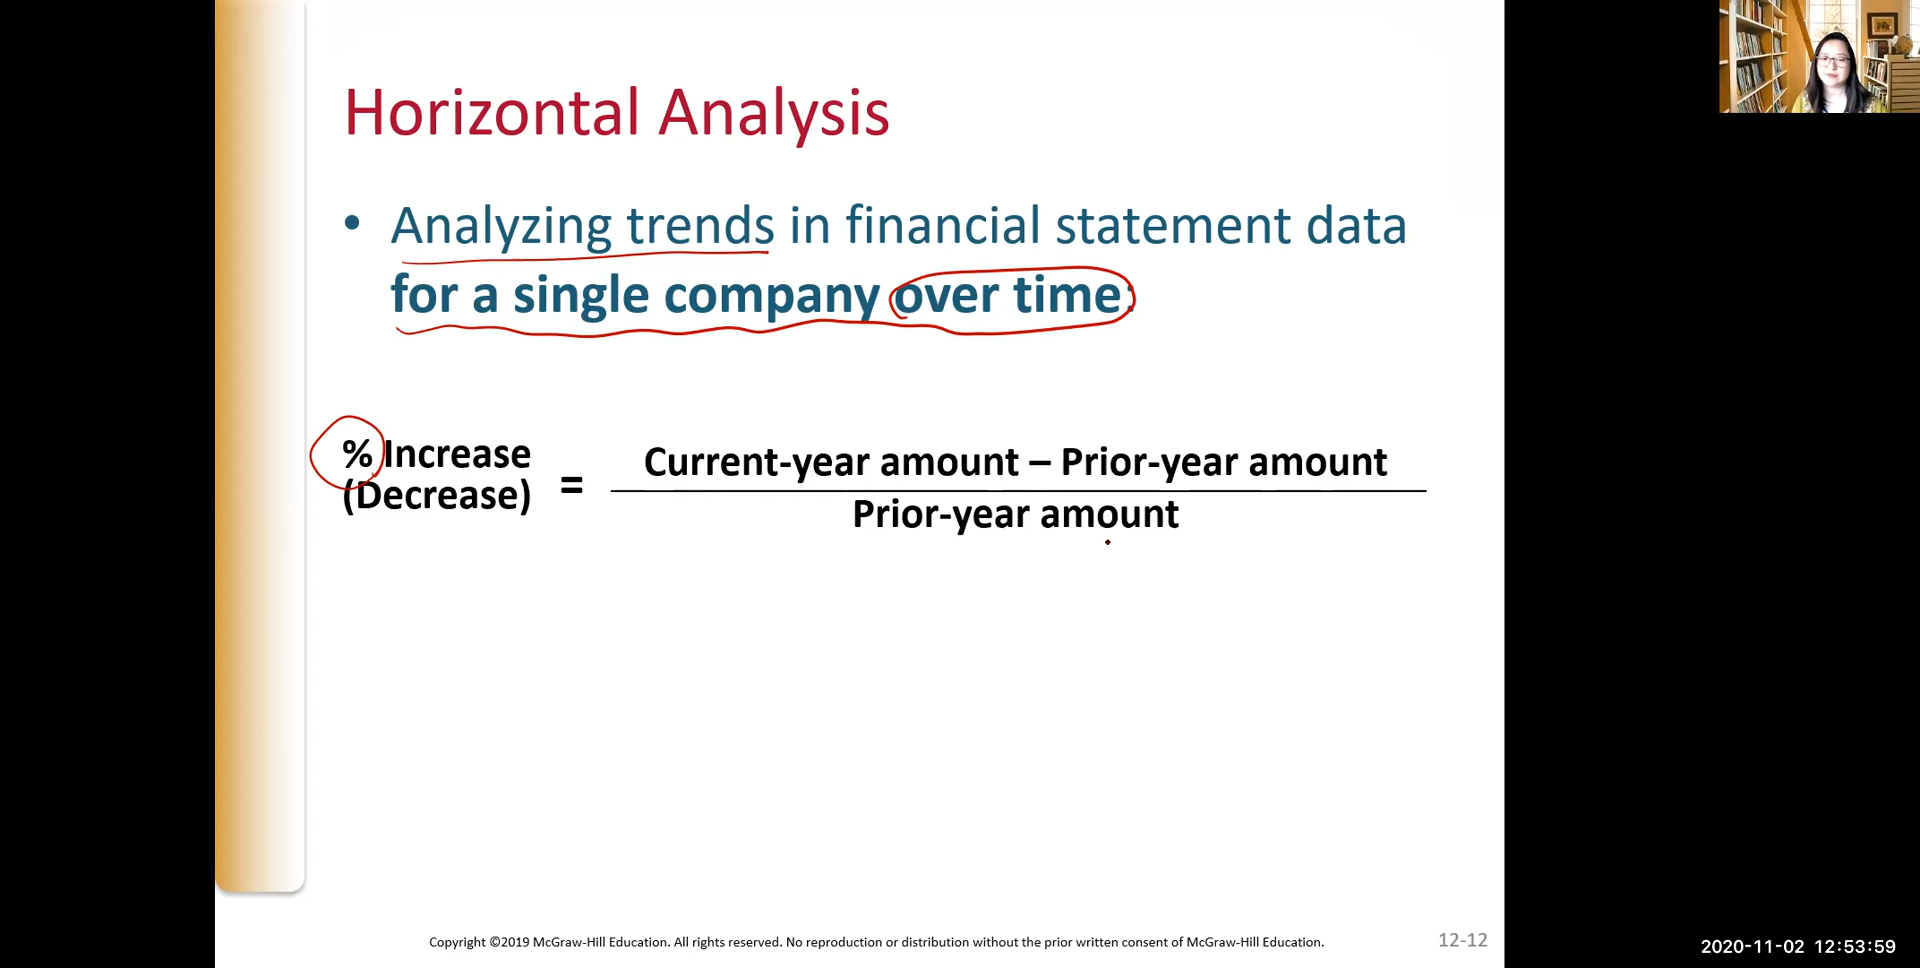 Horizontal Analysis
• Analyzing trends in financial statement data
for a single company over time:
% Increase
(Decrease)
=
Current-year amount – Prior-year amount
Prior-year amount
Copyright ©2019 McGraw-Hill Education. All rights reserved. No reproduction or distribution without the prior written consent of McGraw-Hill Education.
12-12
2020-11-02 12:53:59